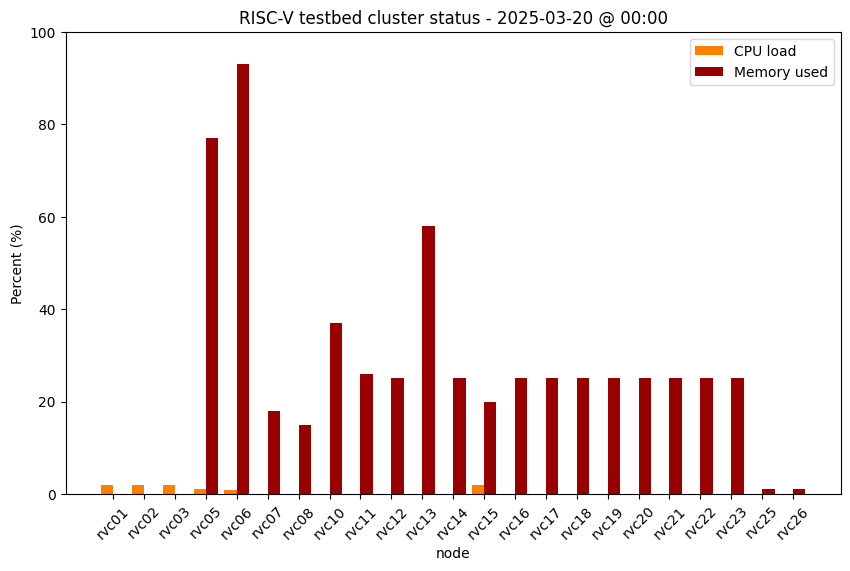 RISC-V testbed cluster status - 2025-03-20 @ 00:00
CPU load
Memory used
Percent (%)
100
80
60
40
20
0
rvc01 rvc02 rvc03 rvc05 rvc06 rvc07 rvc08 rvc10 rvc11 rvc12 rvc13 rvc14 rvc15 rvc16 rvc17 rvc18 rvc19 rvc20 rvc21 rvc22 rvc23 rvc25 rvc26
node